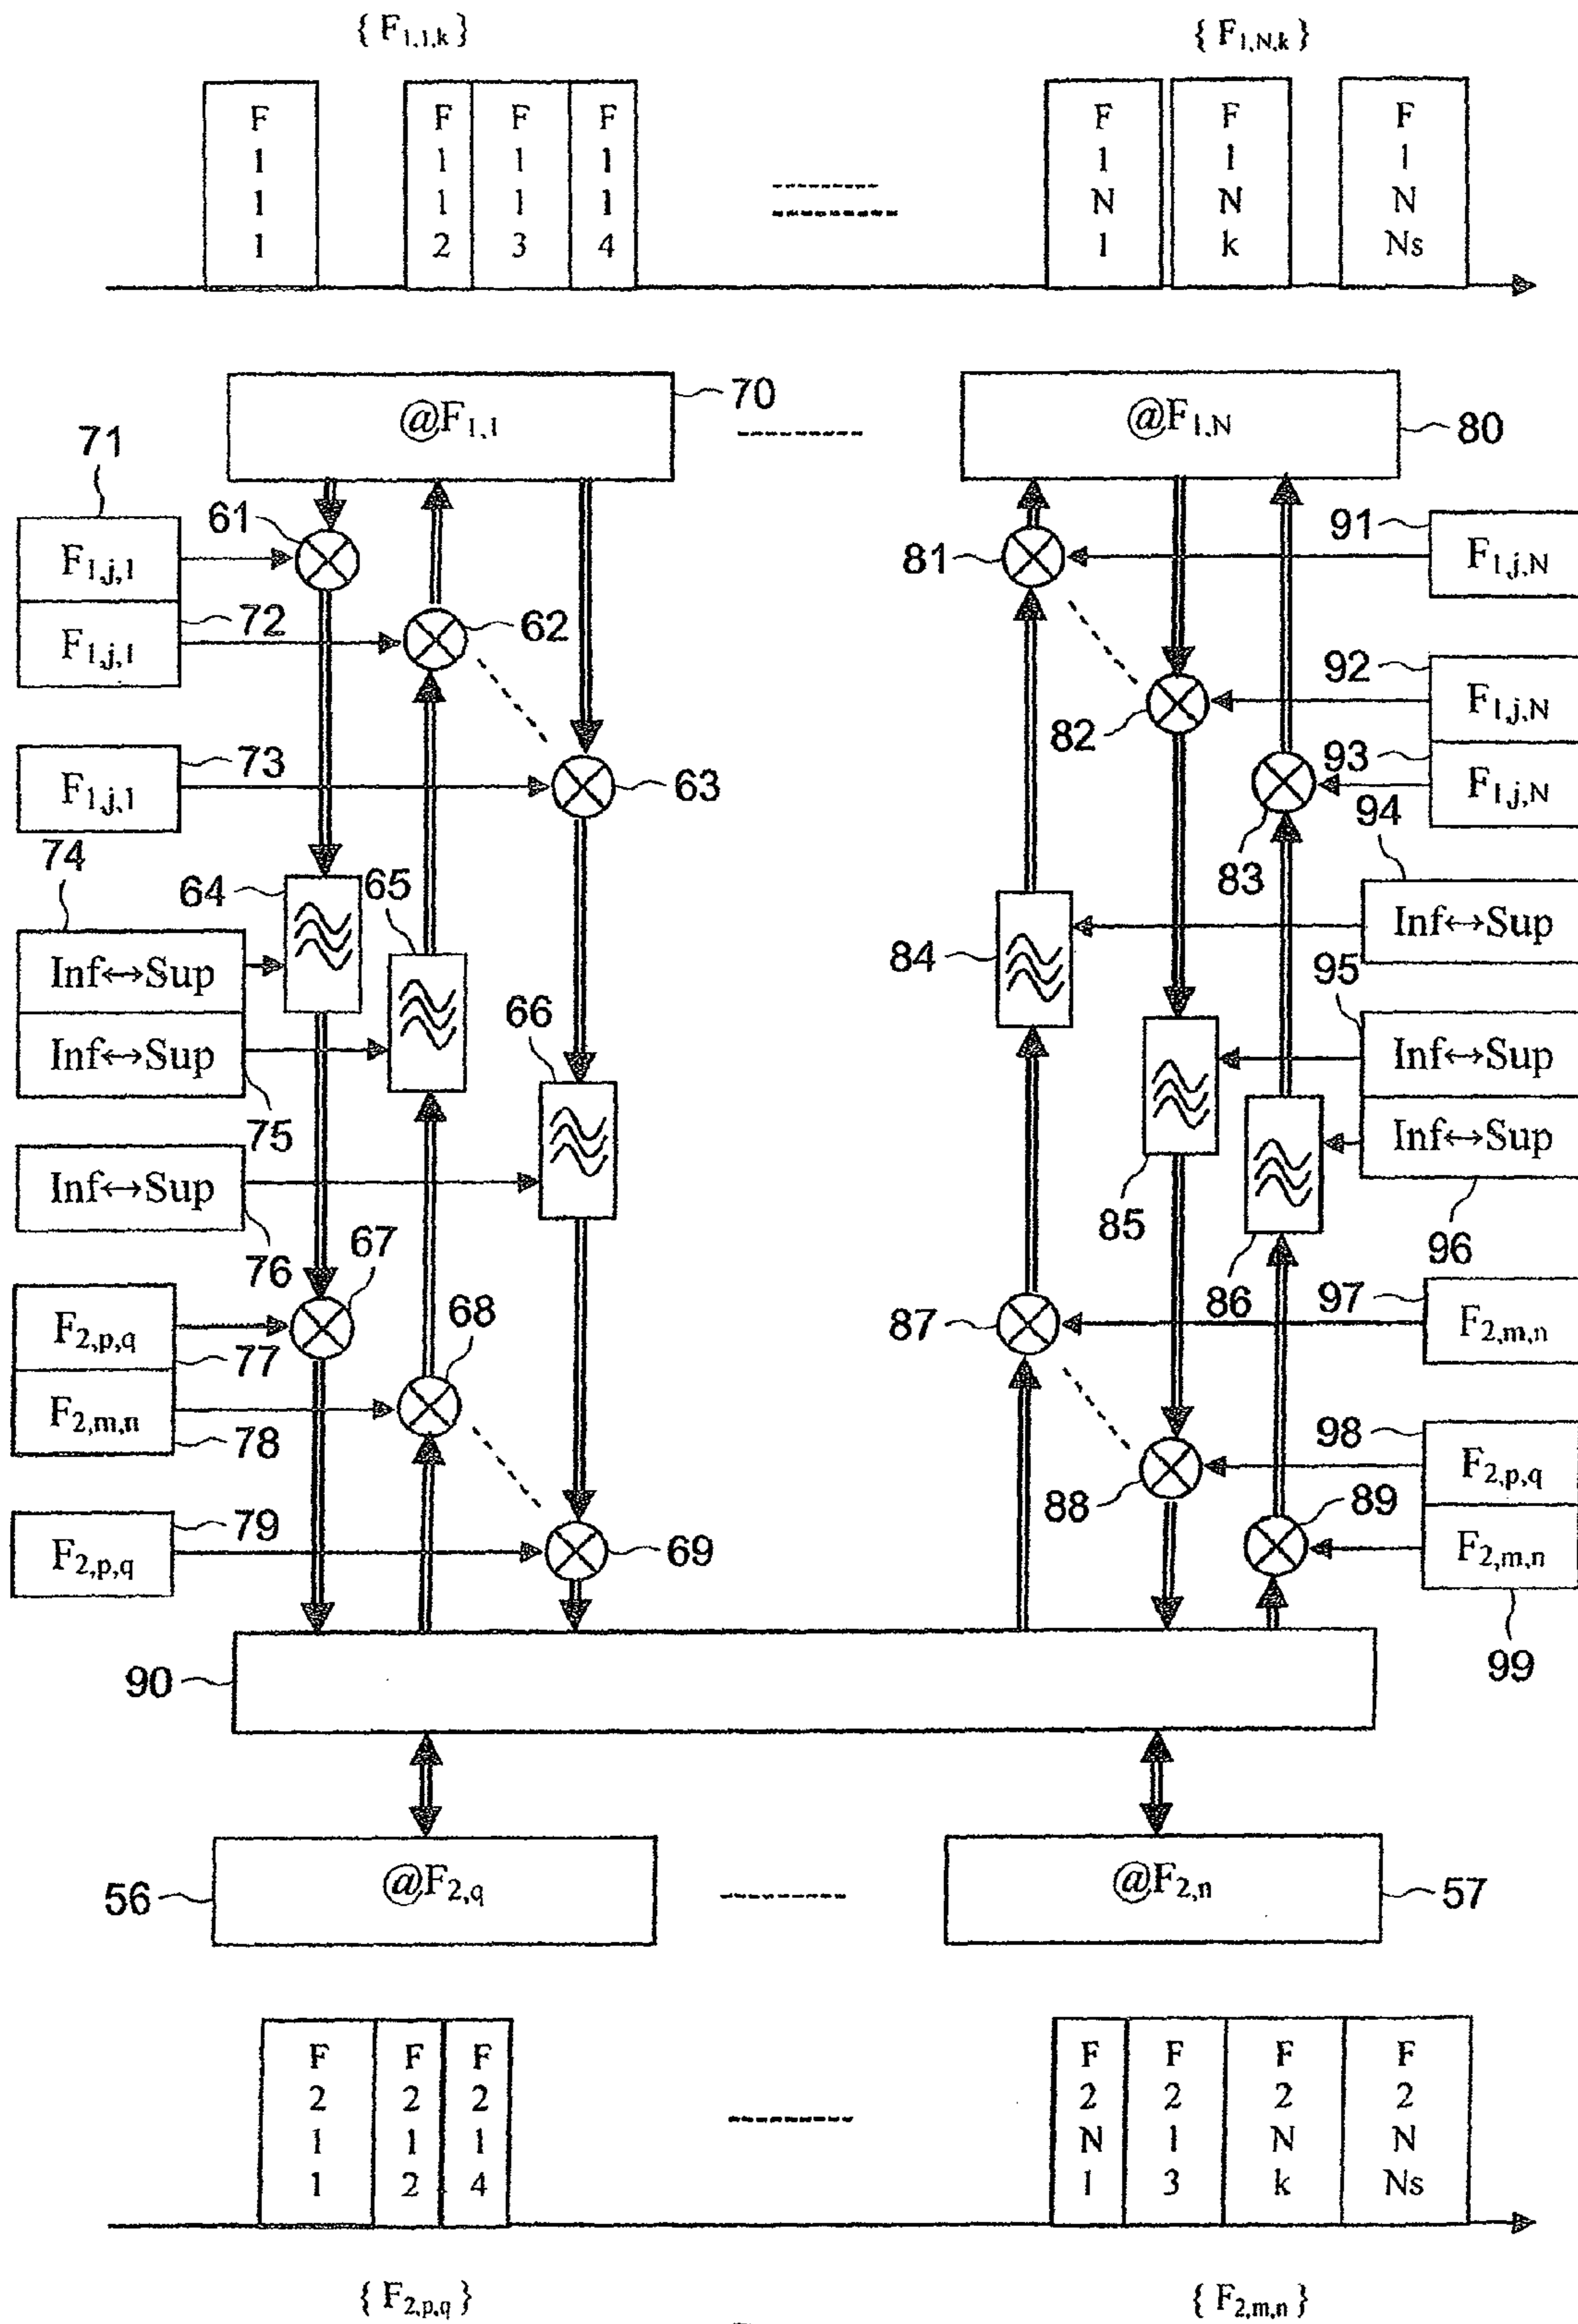 { F1,1,k } { F1,N,k }
F F F F F F F
1 1 1 1 1 1 1
1 1 1 1 N N N
1 2 3 4 1 k Ns
@F1,1 70 @F1,N 80
71 61 81 91
F1,j,1 F1,j,N
72 62 92
F1,j,1 F1,j,N
82
73 63 93
F1,j,1 F1,j,N
83 94
74 64 65 84
Inf↔Sup Inf↔Sup
66 95
Inf↔Sup Inf↔Sup
75 85
Inf↔Sup Inf↔Sup
76 67 86 96
68 87 97
F2,p,q F2,m,n
77
F2,m,n
78 88 98
F2,p,q
79 69 89
F2,p,q F2,m,n
90 99
56 @F2,q @F2,n 57
F F F F F F F
2 2 2 2 2 2 2
1 1 1 N 1 N N
1 2 4 1 3 k Ns
{ F2,p,q } { F2,m,n }